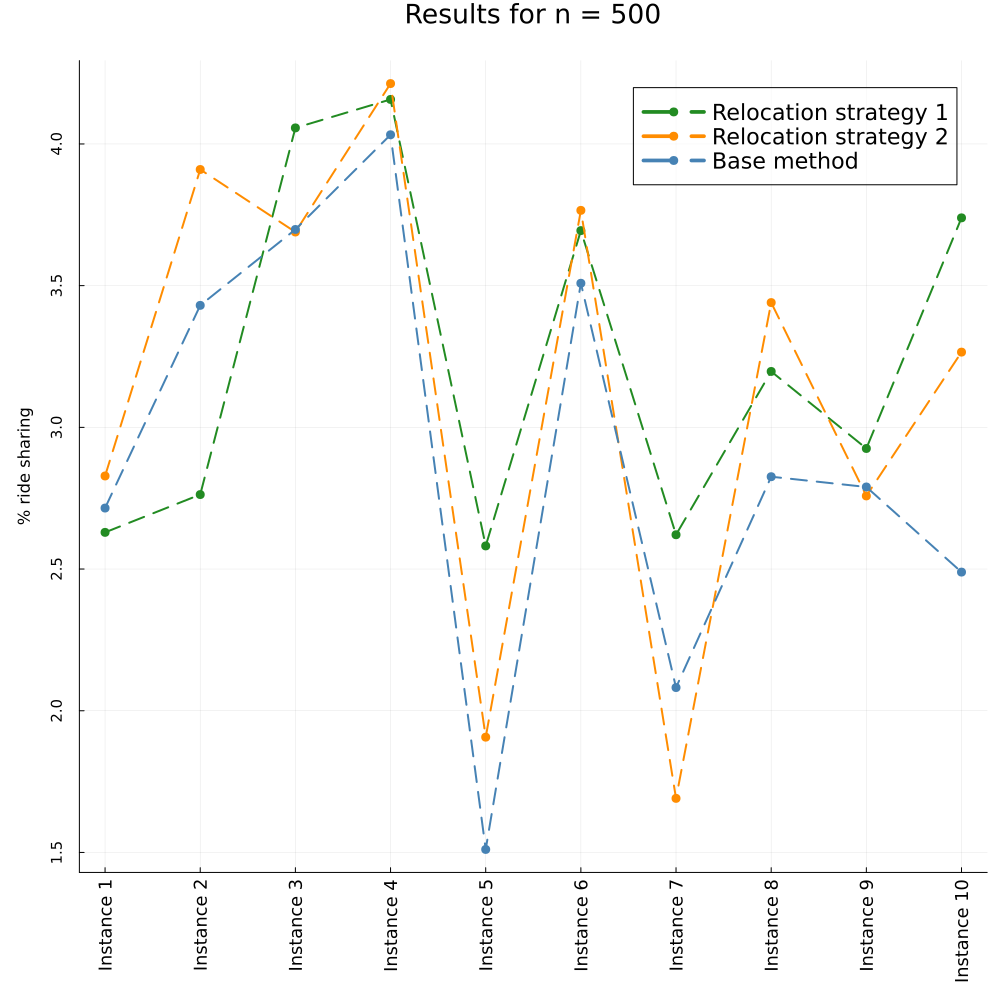 Results for n = 500
Relocation strategy 1
Relocation strategy 2
Base method
% ride sharing
4.0
3.5
3.0
2.5
2.0
1.5
Instance 1
Instance 2
Instance 3
Instance 4
Instance 5
Instance 6
Instance 7
Instance 8
Instance 9
Instance 10